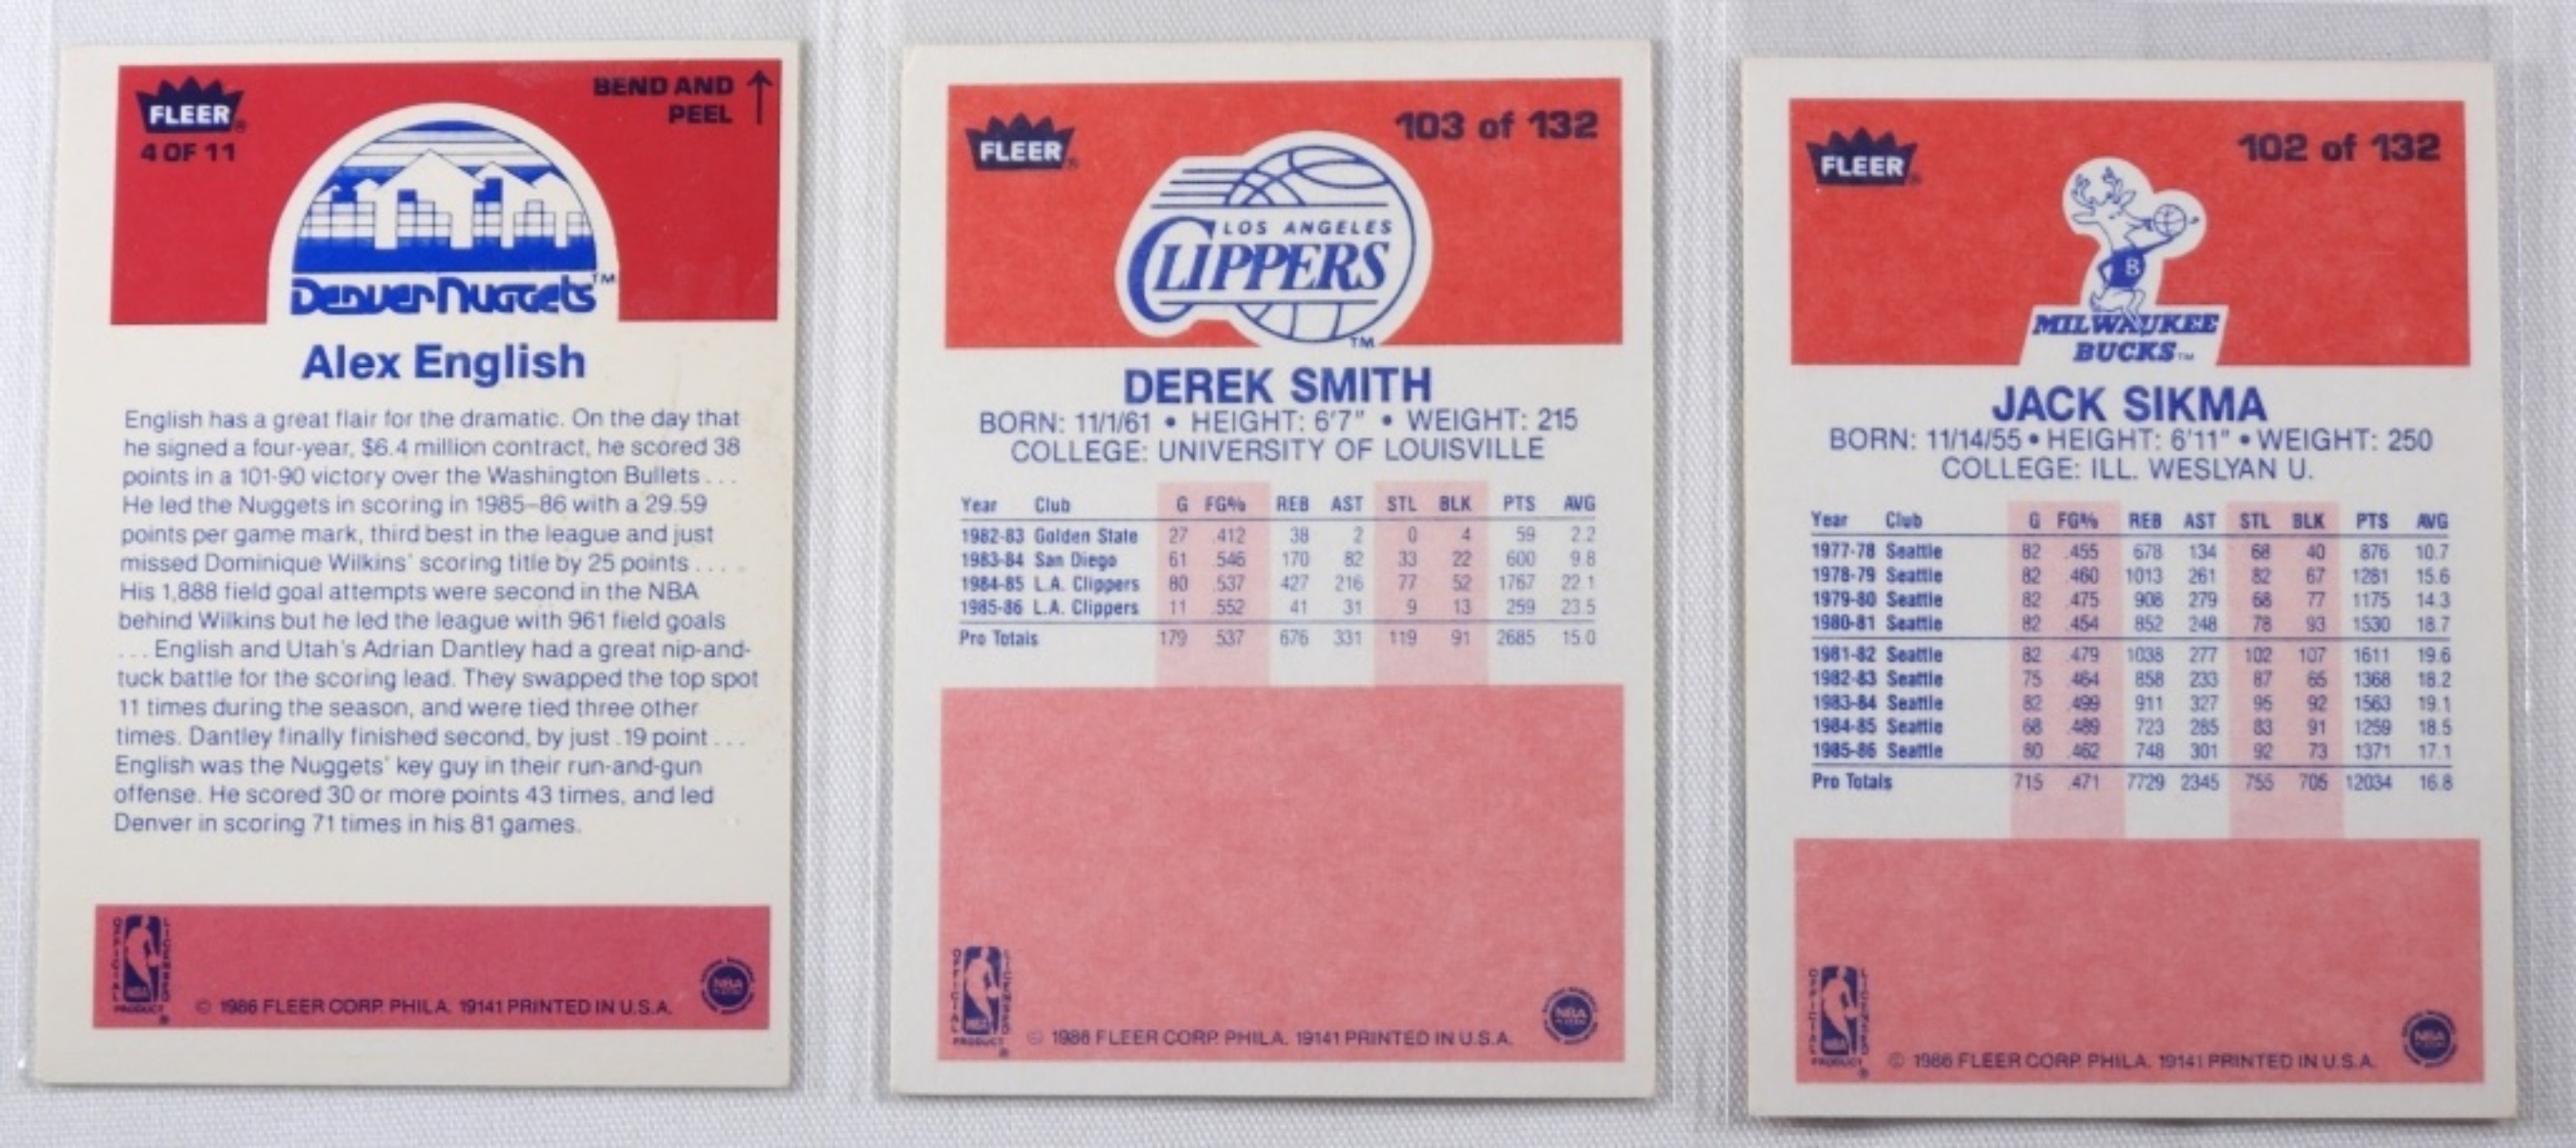 FLEER®
4 OF 11
BEND AND
PEEL
Denver Nuggets™
Alex English
English has a great flair for the dramatic. On the day that
he signed a four-year, $6.4 million contract, he scored 38
points in a 101-90 victory over the Washington Bullets . . .
He led the Nuggets in scoring in 1985–86 with a 29.59
points per game mark, third best in the league and just
missed Dominique Wilkins' scoring title by 25 points . . . .
His 1,888 field goal attempts were second in the NBA
behind Wilkins but he led the league with 961 field goals
. . . English and Utah's Adrian Dantley had a great nip-and-
tuck battle for the scoring lead. They swapped the top spot
11 times during the season, and were tied three other
times. Dantley finally finished second, by just .19 point . . .
English was the Nuggets' key guy in their run-and-gun
offense. He scored 30 or more points 43 times, and led
Denver in scoring 71 times in his 81 games.
OFFICIAL LICENSED
NBA
PRODUCT®
© 1986 FLEER CORP. PHILA. 19141 PRINTED IN U.S.A.
NBA
FLEER®
103 of 132
LOS ANGELES
CLIPPERS
TM
DEREK SMITH
BORN: 11/1/61 • HEIGHT: 6'7" • WEIGHT: 215
COLLEGE: UNIVERSITY OF LOUISVILLE
Year Club G FG% REB AST STL BLK PTS AVG
1982-83 Golden State 27 .412 38 2 0 4 59 2.2
1983-84 San Diego 61 .546 170 82 33 22 600 9.8
1984-85 L.A. Clippers 80 .537 427 216 77 52 1767 22.1
1985-86 L.A. Clippers 11 .552 41 31 9 13 259 23.5
Pro Totals 179 .537 676 331 119 91 2685 15.0
OFFICIAL LICENSED
NBA
PRODUCT®
© 1986 FLEER CORP. PHILA. 19141 PRINTED IN U.S.A.
NBA
FLEER®
102 of 132
B
MILWAUKEE
BUCKS™
JACK SIKMA
BORN: 11/14/55 • HEIGHT: 6'11" • WEIGHT: 250
COLLEGE: ILL. WESLYAN U.
Year Club G FG% REB AST STL BLK PTS AVG
1977-78 Seattle 82 .455 678 134 68 40 876 10.7
1978-79 Seattle 82 .460 1013 261 82 67 1281 15.6
1979-80 Seattle 82 .475 908 279 68 77 1175 14.3
1980-81 Seattle 82 .454 852 248 78 93 1530 18.7
1981-82 Seattle 82 .479 1038 277 102 107 1611 19.6
1982-83 Seattle 75 .464 858 233 87 65 1368 18.2
1983-84 Seattle 82 .499 911 327 95 92 1563 19.1
1984-85 Seattle 68 .489 723 285 83 91 1259 18.5
1985-86 Seattle 80 .462 748 301 92 73 1371 17.1
Pro Totals 715 .471 7729 2345 755 705 12034 16.8
OFFICIAL LICENSED
NBA
PRODUCT®
© 1986 FLEER CORP. PHILA. 19141 PRINTED IN U.S.A.
NBA